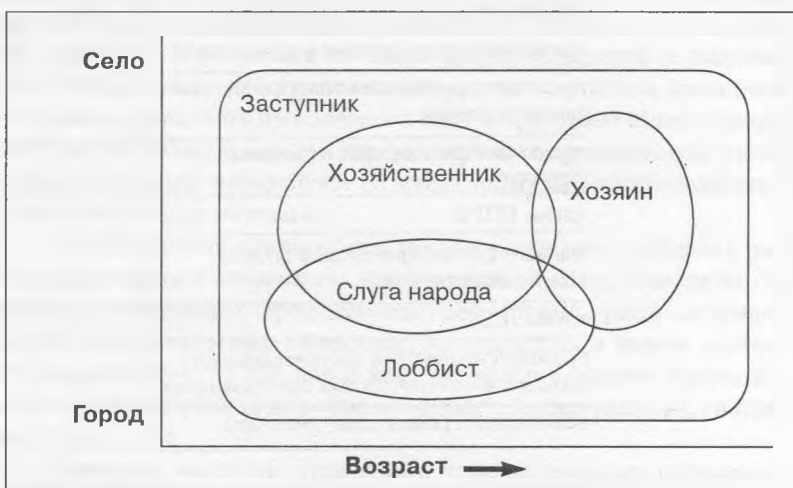 Село
Заступник
Хозяйственник
Хозяин
Слуга народа
Лоббист
Город
Возраст